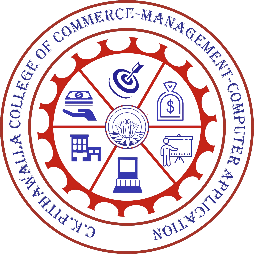 C.K.PITHAWALLA COLLEGE OF COMMERCE-MANAGEMENT-COMPUTER APPLICATION
$